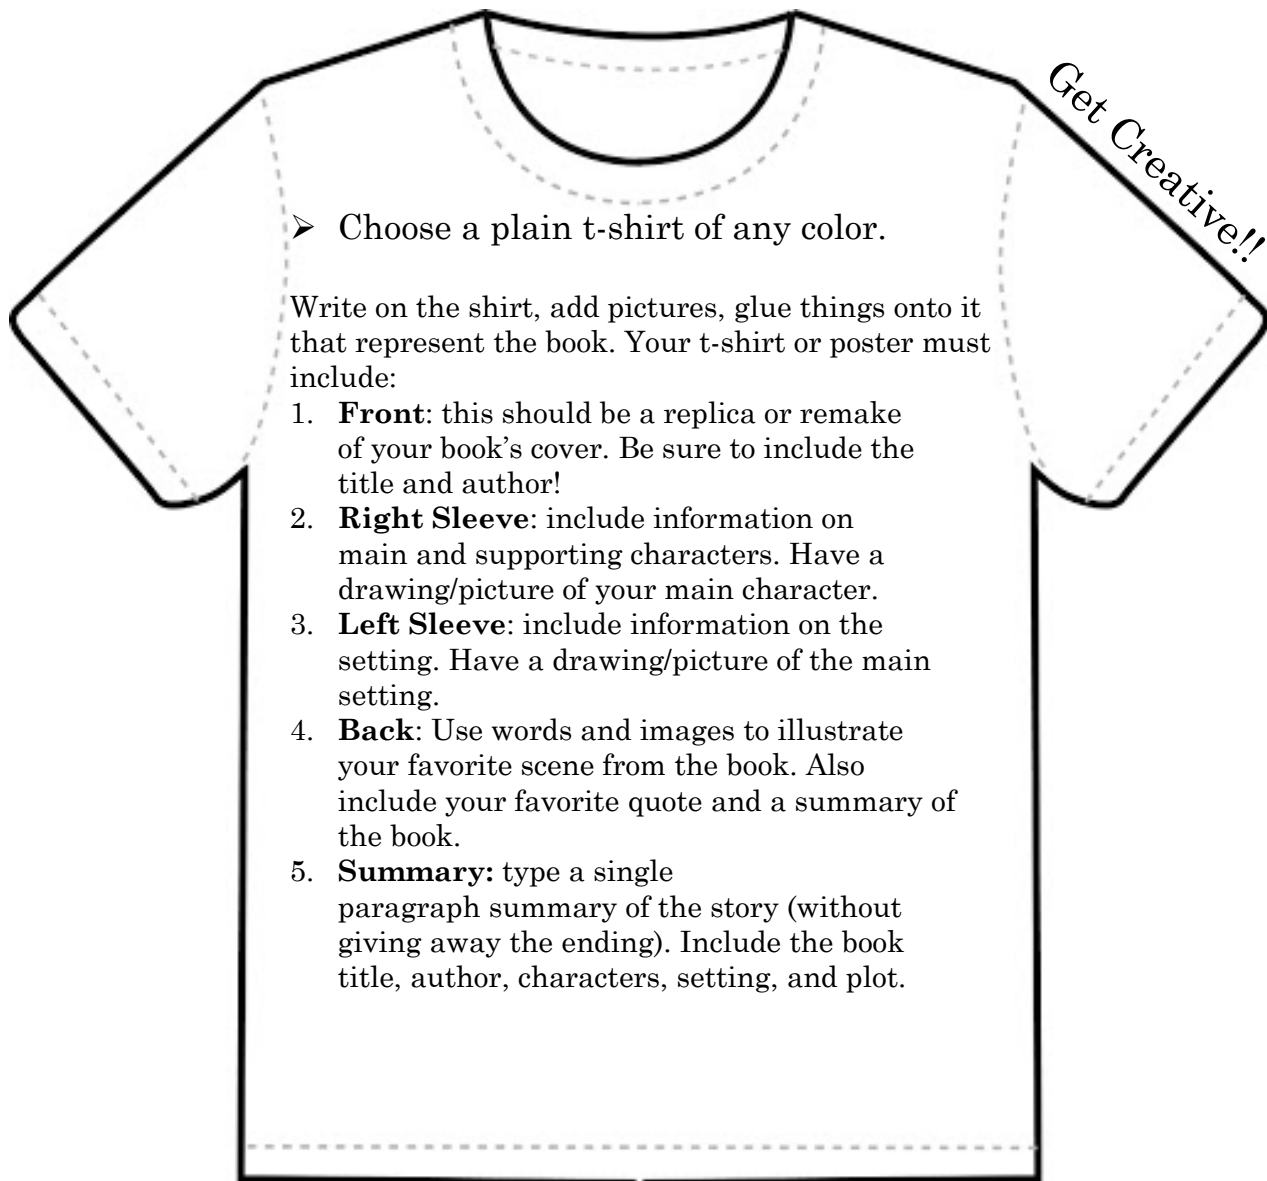 Get Creative!!
➢ Choose a plain t-shirt of any color.
Write on the shirt, add pictures, glue things onto it
that represent the book. Your t-shirt or poster must
include:
1. Front: this should be a replica or remake
of your book's cover. Be sure to include the
title and author!
2. Right Sleeve: include information on
main and supporting characters. Have a
drawing/picture of your main character.
3. Left Sleeve: include information on the
setting. Have a drawing/picture of the main
setting.
4. Back: Use words and images to illustrate
your favorite scene from the book. Also
include your favorite quote and a summary of
the book.
5. Summary: type a single
paragraph summary of the story (without
giving away the ending). Include the book
title, author, characters, setting, and plot.